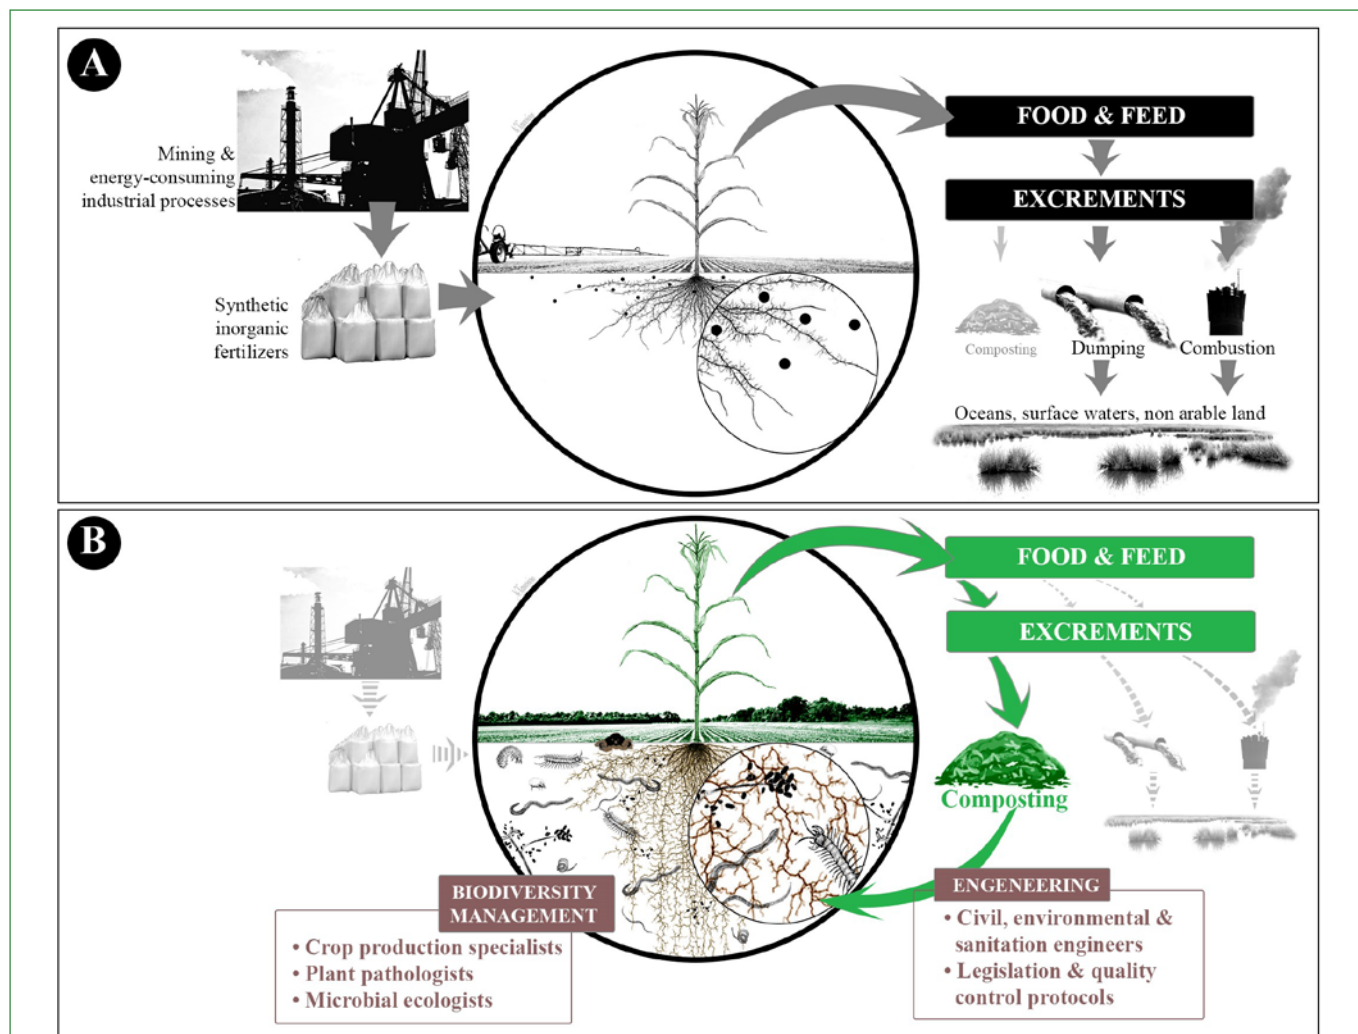 A
Mining &
energy-consuming
industrial processes
Synthetic
inorganic
fertilizers
FOOD & FEED
EXCREMENTS
Composting
Dumping
Combustion
Oceans, surface waters, non arable land
B
FOOD & FEED
EXCREMENTS
Composting
BIODIVERSITY
MANAGEMENT
• Crop production specialists
• Plant pathologists
• Microbial ecologists
ENGENEERING
• Civil, environmental &
sanitation engineers
• Legislation & quality
control protocols